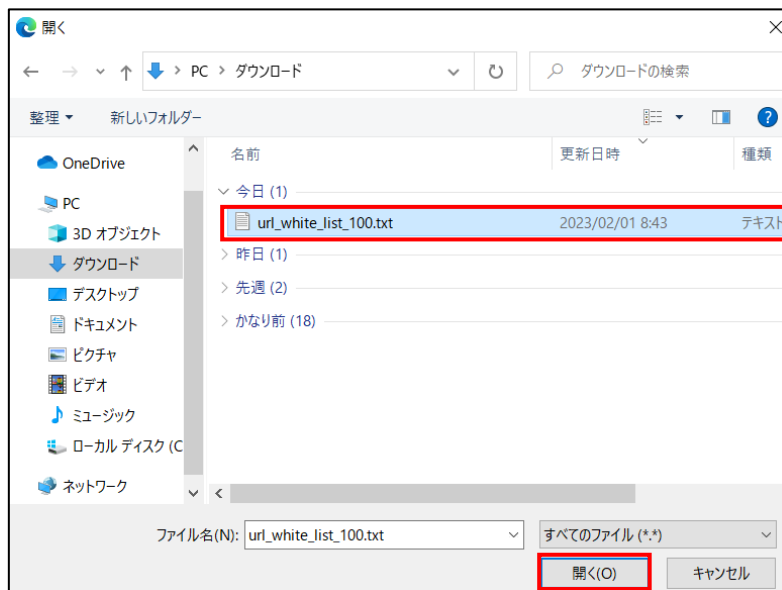 開く
PC > ダウンロード
ダウンロードの検索
整理
新しいフォルダー
OneDrive
PC
3D オブジェクト
ダウンロード
デスクトップ
ドキュメント
ピクチャ
ビデオ
ミュージック
ローカル ディスク (C
ネットワーク
名前 更新日時 種類
今日 (1)
url_white_list_100.txt 2023/02/01 8:43 テキスト
昨日 (1)
先週 (2)
かなり前 (18)
ファイル名(N): url_white_list_100.txt すべてのファイル (*.*)
開く(O) キャンセル